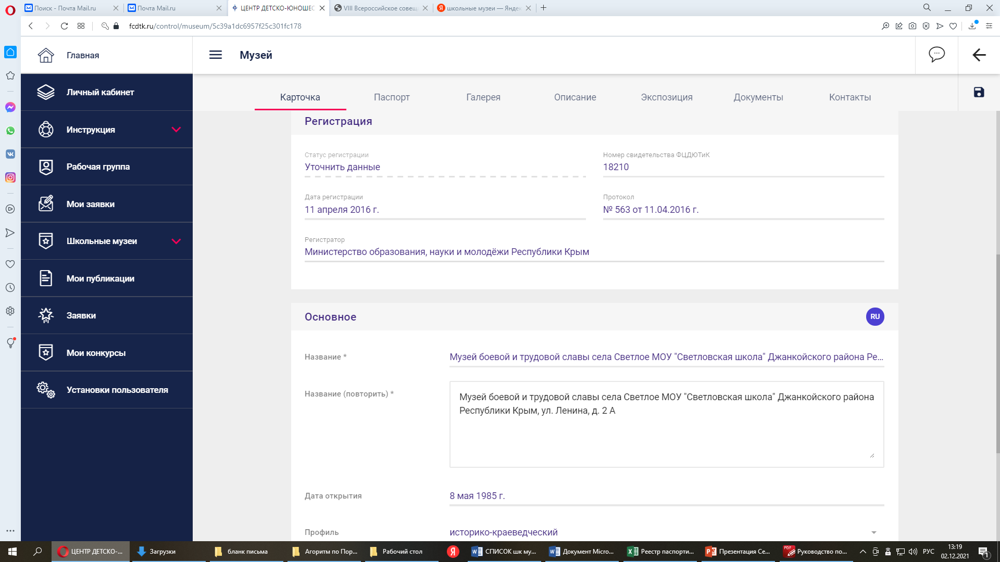 Поиск - Почта Mail.ru
Почта Mail.ru
ЦЕНТР ДЕТСКО-ЮНОШЕС
VIII Всероссийское совещ
школьные музеи — Яндек
fcdtk.ru/control/museum/5c39a1dc6957f25c301fc178
Главная
Музей
Личный кабинет
Инструкция
Рабочая группа
Мои заявки
Школьные музеи
Мои публикации
Заявки
Мои конкурсы
Установки пользователя
Карточка
Паспорт
Галерея
Описание
Экспозиция
Документы
Контакты
Регистрация
Статус регистрации
Уточнить данные
Номер свидетельства ФЦДЮТиК
18210
Дата регистрации
11 апреля 2016 г.
Протокол
№ 563 от 11.04.2016 г.
Регистратор
Министерство образования, науки и молодёжи Республики Крым
Основное
RU
Название *
Музей боевой и трудовой славы села Светлое МОУ "Светловская школа" Джанкойского района Ре...
Название (повторить) *
Музей боевой и трудовой славы села Светлое МОУ "Светловская школа" Джанкойского района
Республики Крым, ул. Ленина, д. 2 А
Дата открытия
8 мая 1985 г.
Профиль
историко-краеведческий
ЦЕНТР ДЕТСКО-...
Загрузки
бланк письма
Агоритм по Пор...
Рабочий стол
СПИСОК шк му...
Документ Micro...
Реестр паспорти...
Презентация Се...
Руководство по...
РУС
13:19
02.12.2021
1